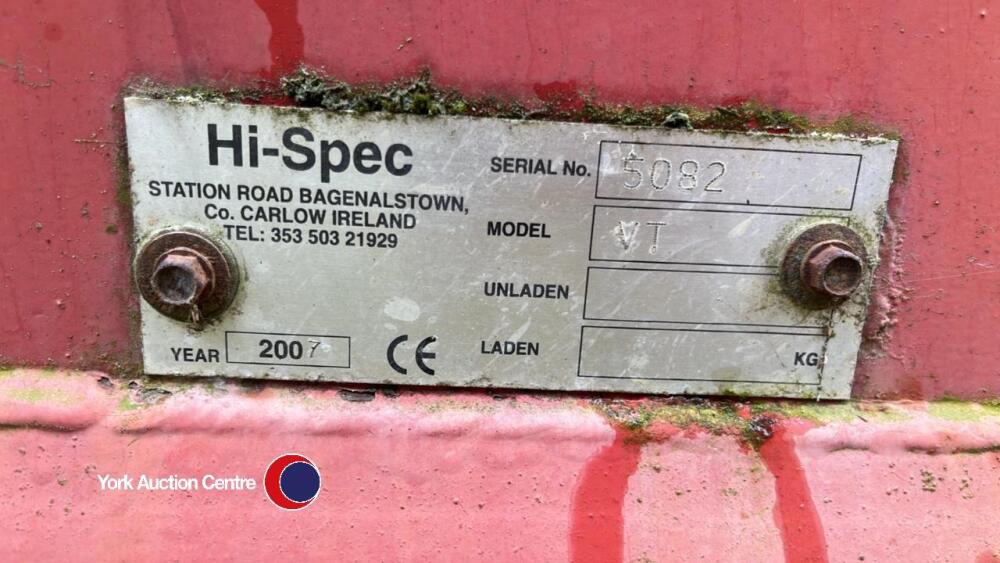 Hi-Spec
STATION ROAD BAGENALSTOWN,
Co. CARLOW IRELAND
TEL: 353 503 21929
YEAR 2007
CE
SERIAL No. 5082
MODEL VT
UNLADEN
LADEN KG
York Auction Centre